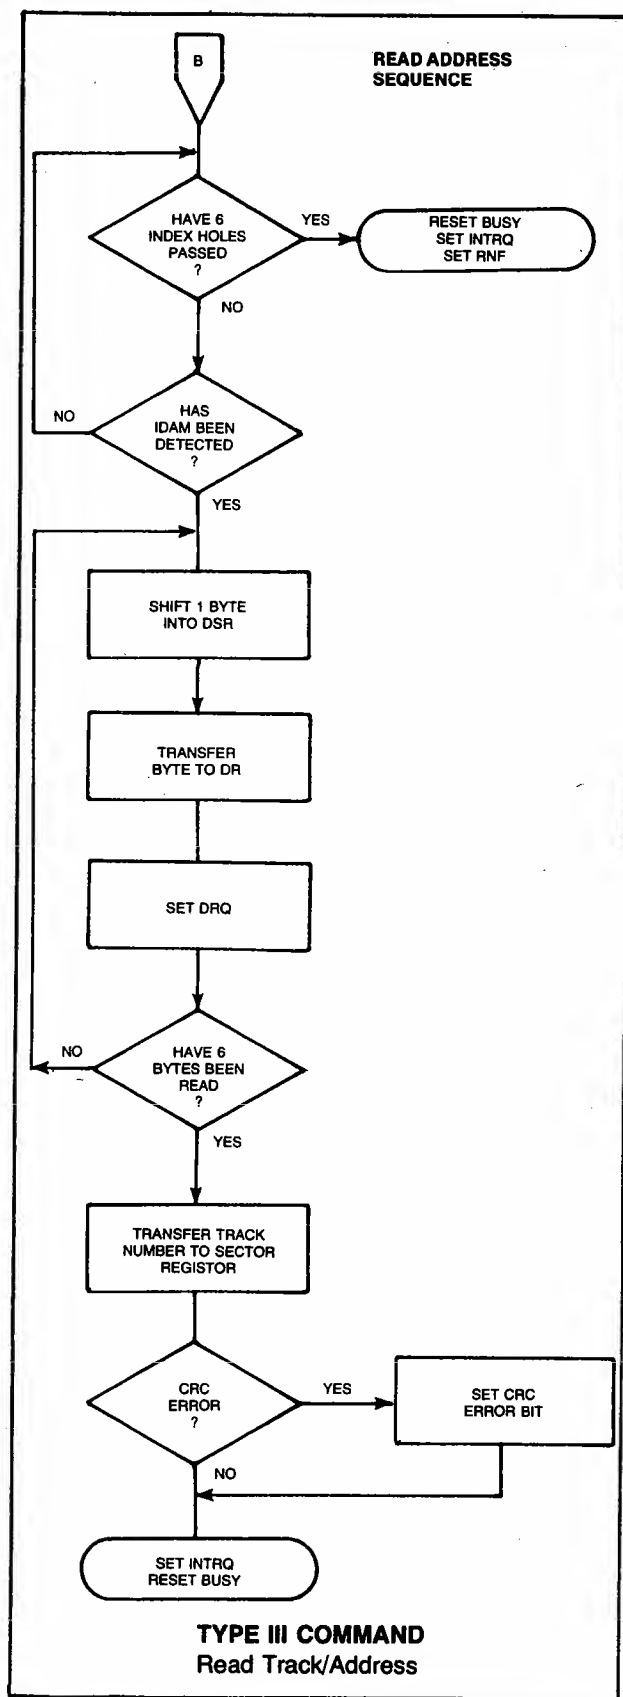 B
READ ADDRESS
SEQUENCE
HAVE 6
INDEX HOLES
PASSED
?
YES
RESET BUSY
SET INTRQ
SET RNF
NO
HAS
IDAM BEEN
DETECTED
?
NO
YES
SHIFT 1 BYTE
INTO DSR
TRANSFER
BYTE TO DR
SET DRQ
HAVE 6
BYTES BEEN
READ
?
NO
YES
TRANSFER TRACK
NUMBER TO SECTOR
REGISTOR
CRC
ERROR
?
YES
SET CRC
ERROR BIT
NO
SET INTRQ
RESET BUSY
TYPE III COMMAND
Read Track/Address